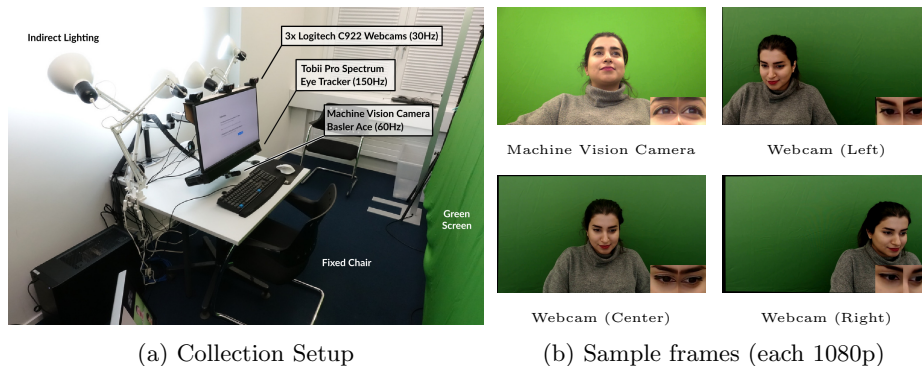 Indirect Lighting
3x Logitech C922 Webcams (30Hz)
Tobii Pro Spectrum
Eye Tracker (150Hz)
Machine Vision Camera
Basler Ace (60Hz)
Green
Screen
Fixed Chair
(a) Collection Setup
Machine Vision Camera
Webcam (Left)
Webcam (Center)
Webcam (Right)
(b) Sample frames (each 1080p)